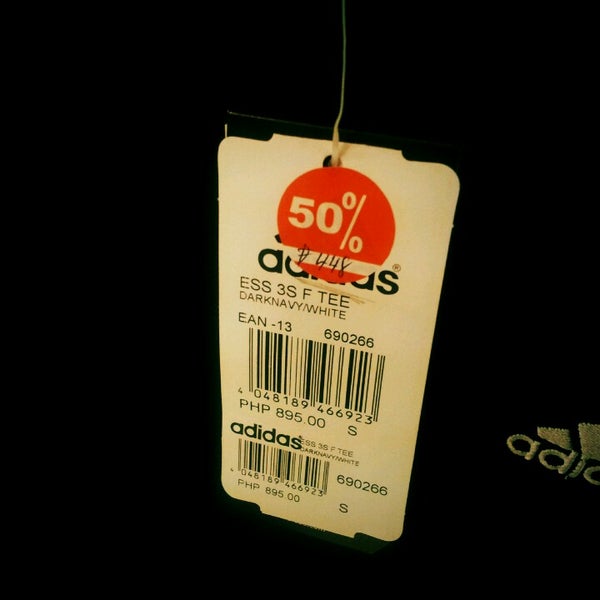 50%
₱ 448
adidas®
ESS 3S F TEE
DARKNAVY/WHITE
EAN -13 690266
4 048189 466923
PHP 895.00 S
adidas ESS 3S F TEE
DARKNAVY/WHITE
4 048189 466923 690266
PHP 895.00 S
adidas